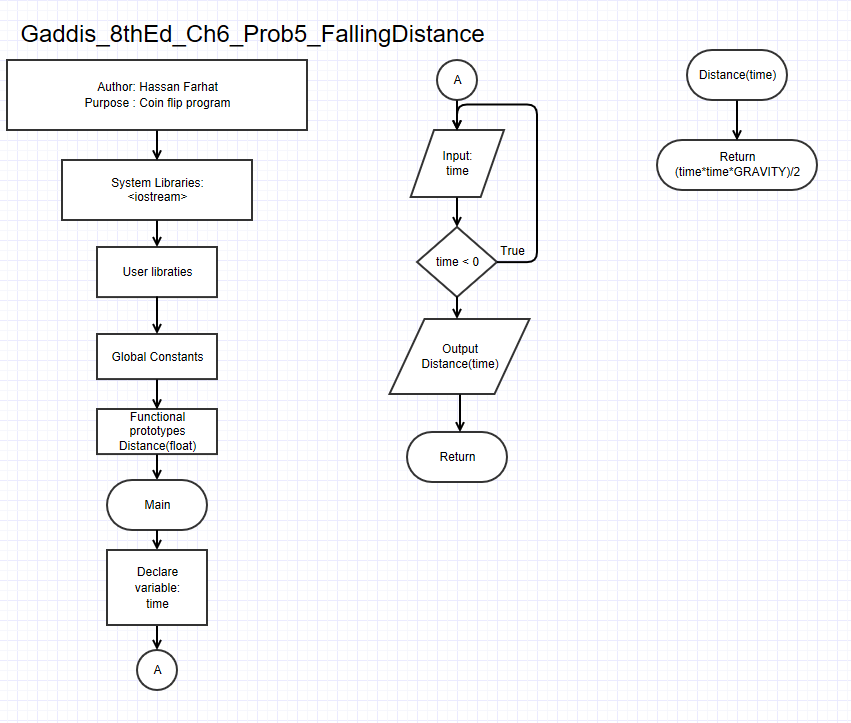 Gaddis_8thEd_Ch6_Prob5_FallingDistance
Author: Hassan Farhat
Purpose : Coin flip program
System Libraries:
<iostream>
User libraties
Global Constants
Functional
prototypes
Distance(float)
Main
Declare
variable:
time
A
A
Input:
time
time < 0
True
Output
Distance(time)
Return
Distance(time)
Return
(time*time*GRAVITY)/2